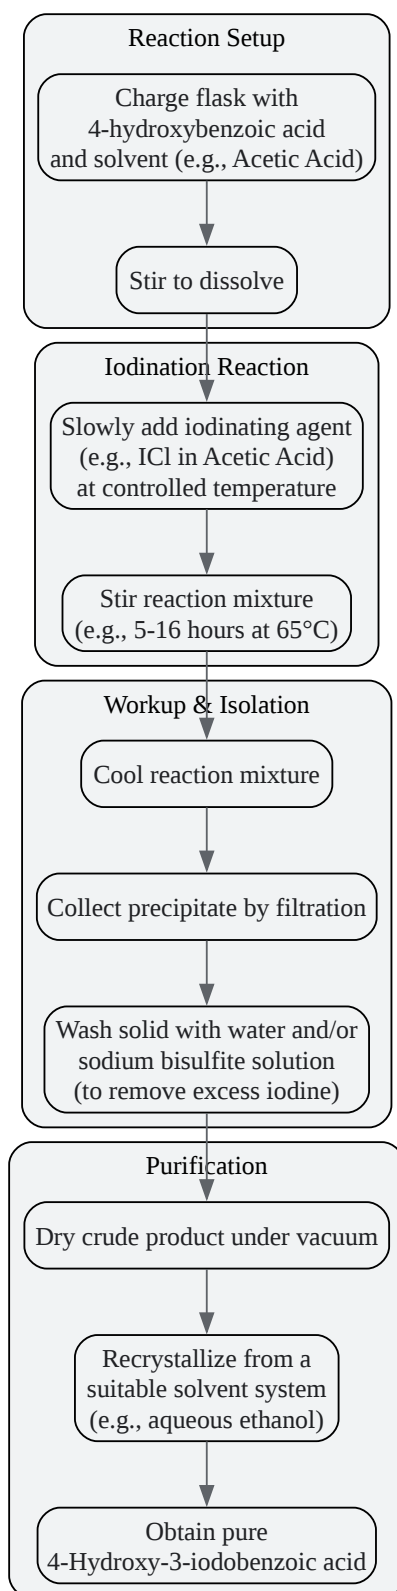 Reaction Setup
Charge flask with
4-hydroxybenzoic acid
and solvent (e.g., Acetic Acid)
Stir to dissolve
Iodination Reaction
Slowly add iodinating agent
(e.g., ICl in Acetic Acid)
at controlled temperature
Stir reaction mixture
(e.g., 5-16 hours at 65°C)
Workup & Isolation
Cool reaction mixture
Collect precipitate by filtration
Wash solid with water and/or
sodium bisulfite solution
(to remove excess iodine)
Purification
Dry crude product under vacuum
Recrystallize from a
suitable solvent system
(e.g., aqueous ethanol)
Obtain pure
4-Hydroxy-3-iodobenzoic acid